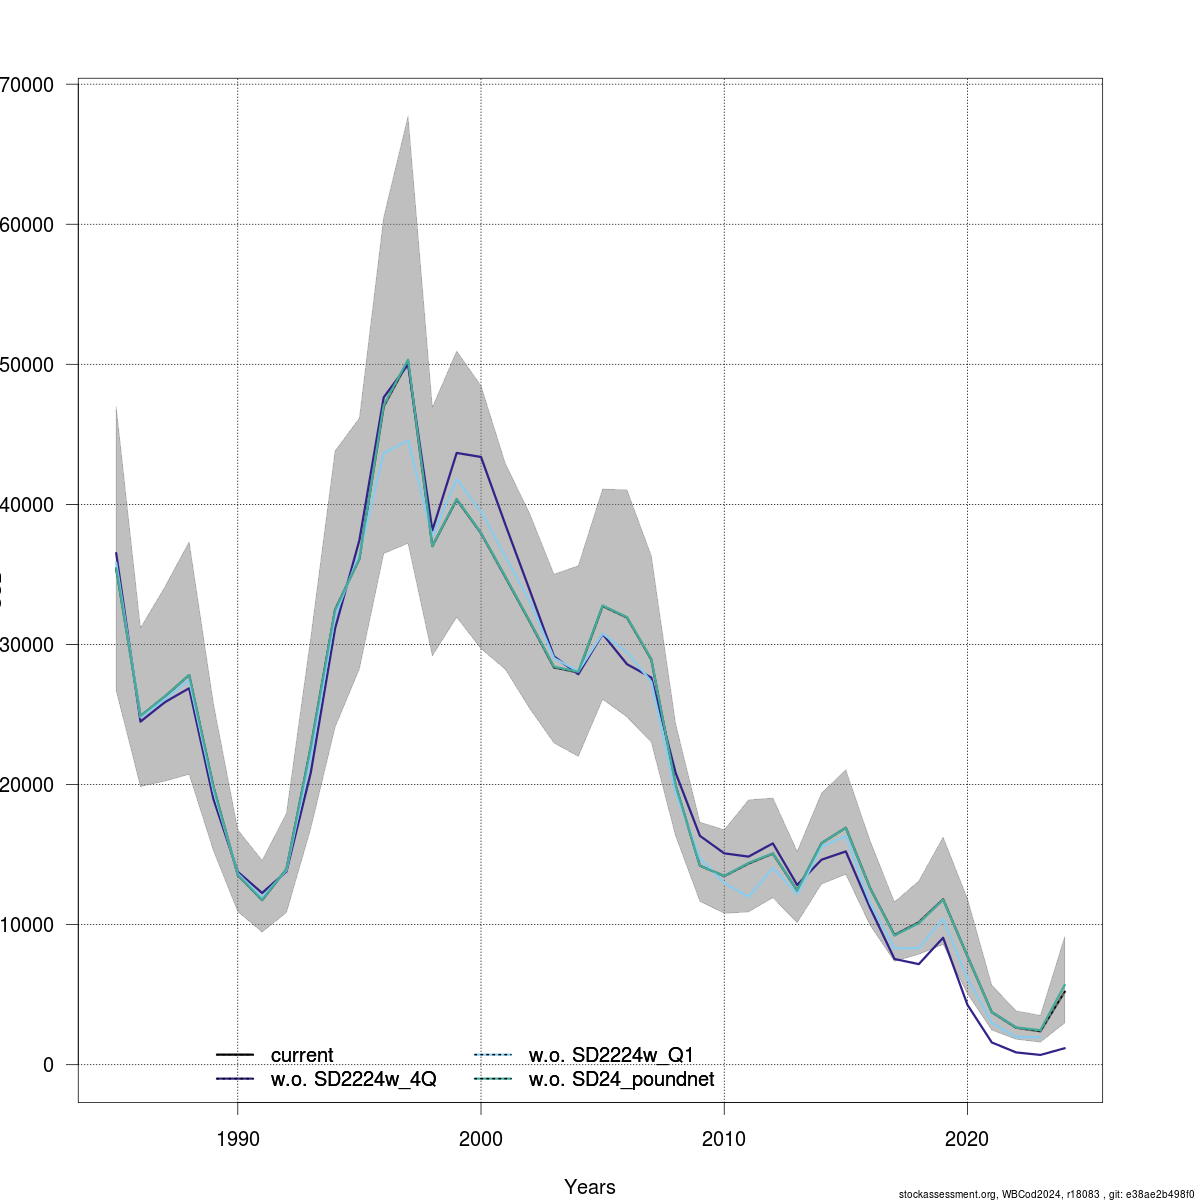 70000
60000
50000
40000
30000
20000
10000
0
current
w.o. SD2224w_4Q
w.o. SD2224w_Q1
w.o. SD24_poundnet
1990
2000
2010
2020
Years
stockassessment.org, WBCod2024, r18083 , git: e38ae2b498f0